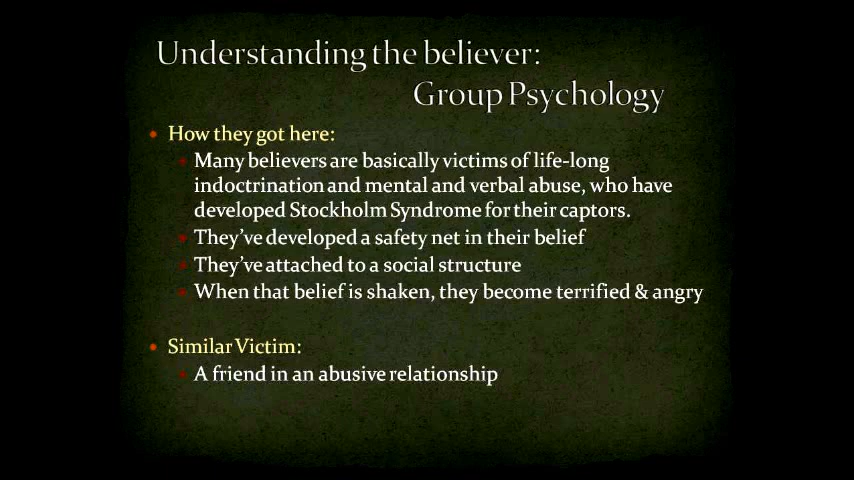 Understanding the believer:
Group Psychology
• How they got here:
• Many believers are basically victims of life-long
indoctrination and mental and verbal abuse, who have
developed Stockholm Syndrome for their captors.
• They've developed a safety net in their belief
• They've attached to a social structure
• When that belief is shaken, they become terrified & angry
• Similar Victim:
• A friend in an abusive relationship